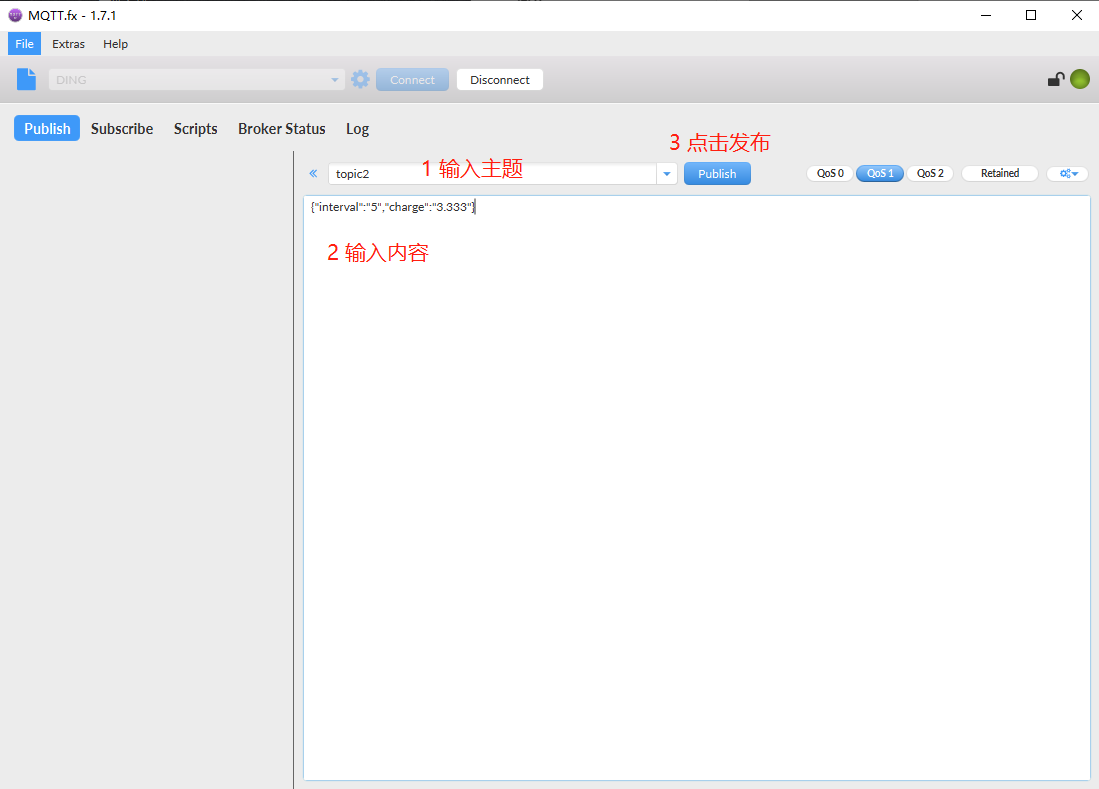 MQTT.fx - 1.7.1
File Extras Help
DING Connect Disconnect
Publish Subscribe Scripts Broker Status Log
3 点击发布
topic2 1 输入主题 Publish QoS 0 QoS 1 QoS 2 Retained
{"interval":"5","charge":"3.333"}
2 输入内容